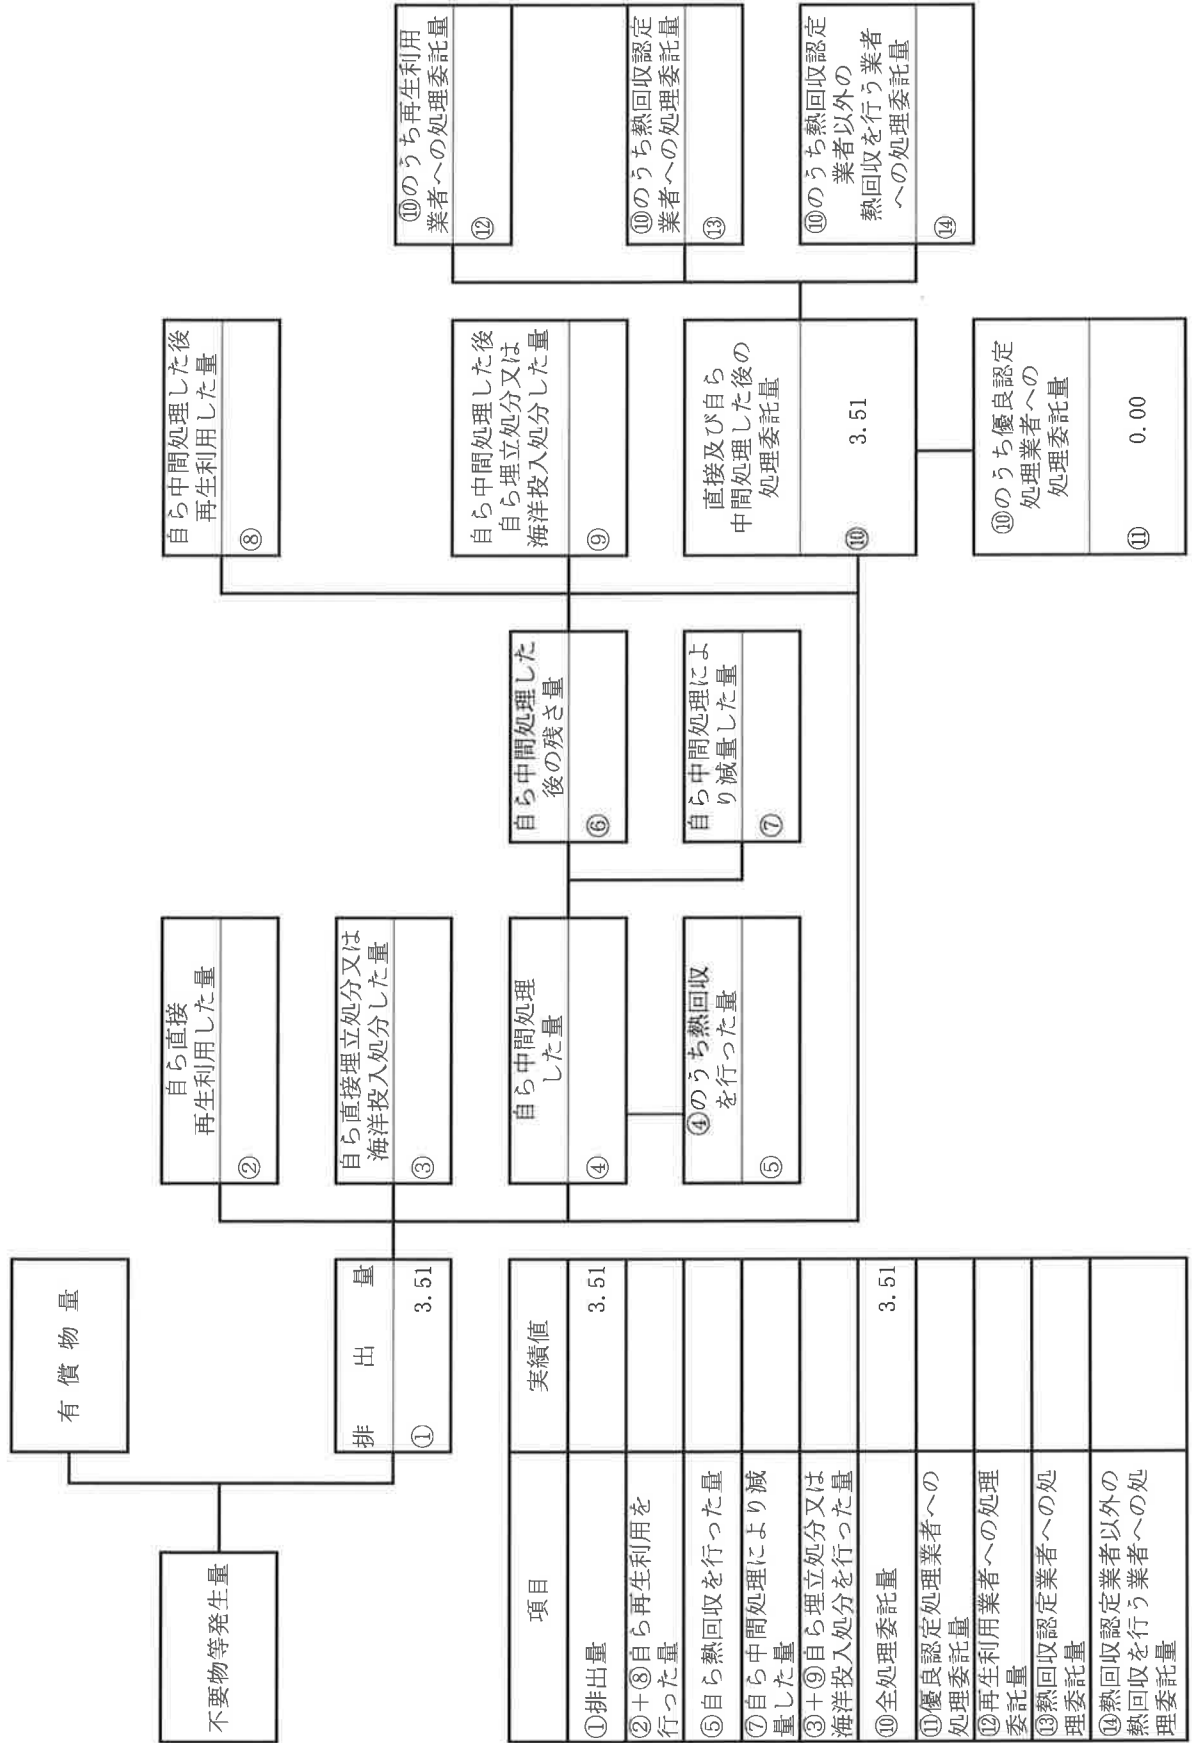 不要物等発生量
有償物量
排出量
① 3.51
自ら直接
再生利用した量
②
自ら直接埋立処分又は
海洋投入処分した量
③
自ら中間処理
した量
④
④のうち熱回収
を行った量
⑤
自ら中間処理した
後の残さ量
⑥
自ら中間処理によ
り減量した量
⑦
自ら中間処理した後
再生利用した量
⑧
自ら中間処理した後
自ら埋立処分又は
海洋投入処分した量
⑨
直接及び自ら
中間処理した後の
処理委託量
⑩ 3.51
⑩のうち優良認定
処理業者への
処理委託量
⑪ 0.00
⑩のうち再生利用
業者への処理委託量
⑫
⑩のうち熱回収認定
業者への処理委託量
⑬
⑩のうち熱回収認定
業者以外の
熱回収を行う業者
への処理委託量
⑭
項目 実績値
①排出量 3.51
②+⑧自ら再生利用を
行った量
⑤自ら熱回収を行った量
⑦自ら中間処理により減
量した量
③+⑨自ら埋立処分又は
海洋投入処分を行った量
⑩全処理委託量 3.51
⑪優良認定処理業者への
処理委託量
⑫再生利用業者への処理
委託量
⑬熱回収認定業者への処
理委託量
⑭熱回収認定業者以外の
熱回収を行う業者への処
理委託量